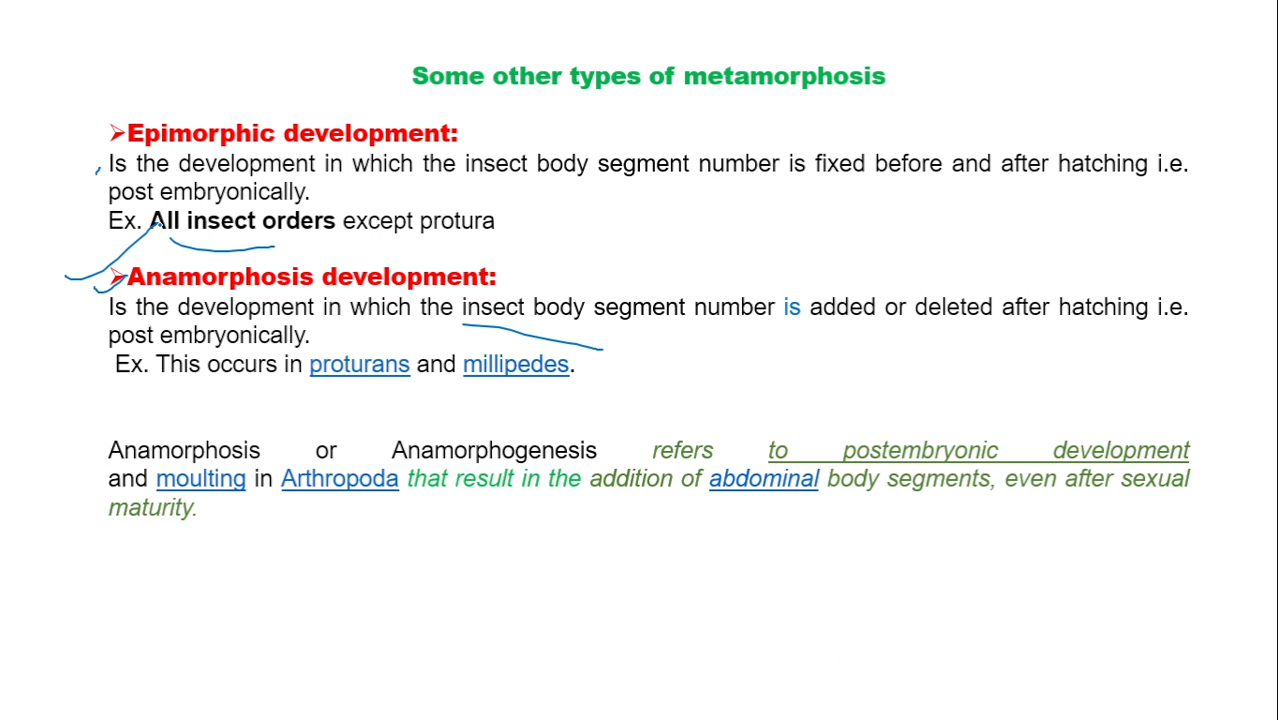 Some other types of metamorphosis
➢Epimorphic development:
Is the development in which the insect body segment number is fixed before and after hatching i.e.
post embryonically.
Ex. All insect orders except protura
➢Anamorphosis development:
Is the development in which the insect body segment number is added or deleted after hatching i.e.
post embryonically.
Ex. This occurs in proturans and millipedes.
Anamorphosis or Anamorphogenesis refers to postembryonic development
and moulting in Arthropoda that result in the addition of abdominal body segments, even after sexual
maturity.